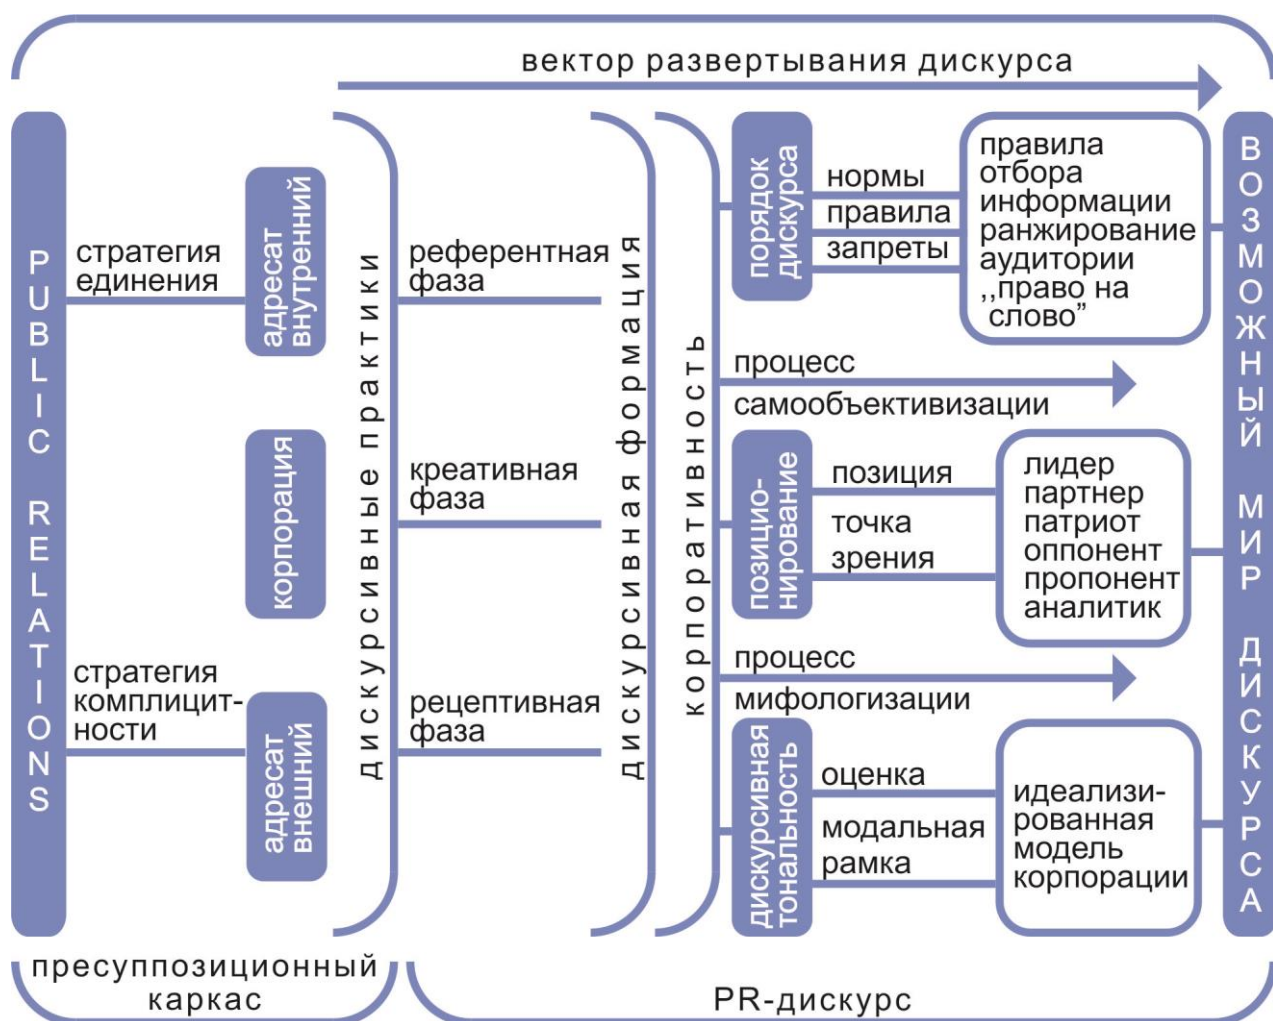 вектор развертывания дискурса
PUBLIC RELATIONS
стратегия
единения
адресат
внутренний
корпорация
стратегия
комплицит-
ности
адресат
внешний
дискурсивные практики
референтная
фаза
креативная
фаза
рецептивная
фаза
дискурсивная формация
корпоративность
порядок
дискурса
нормы
правила
запреты
правила
отбора
информации
ранжирование
аудитории
,,право на
слово”
процесс
самообъективизации
позицио-
нирование
позиция
точка
зрения
лидер
партнер
патриот
оппонент
пропонент
аналитик
процесс
мифологизации
дискурсивная
тональность
оценка
модальная
рамка
идеализи-
рованная
модель
корпорации
ВОЗМОЖНЫЙ МИР ДИСКУРСА
пресуппозиционный
каркас
PR-дискурс